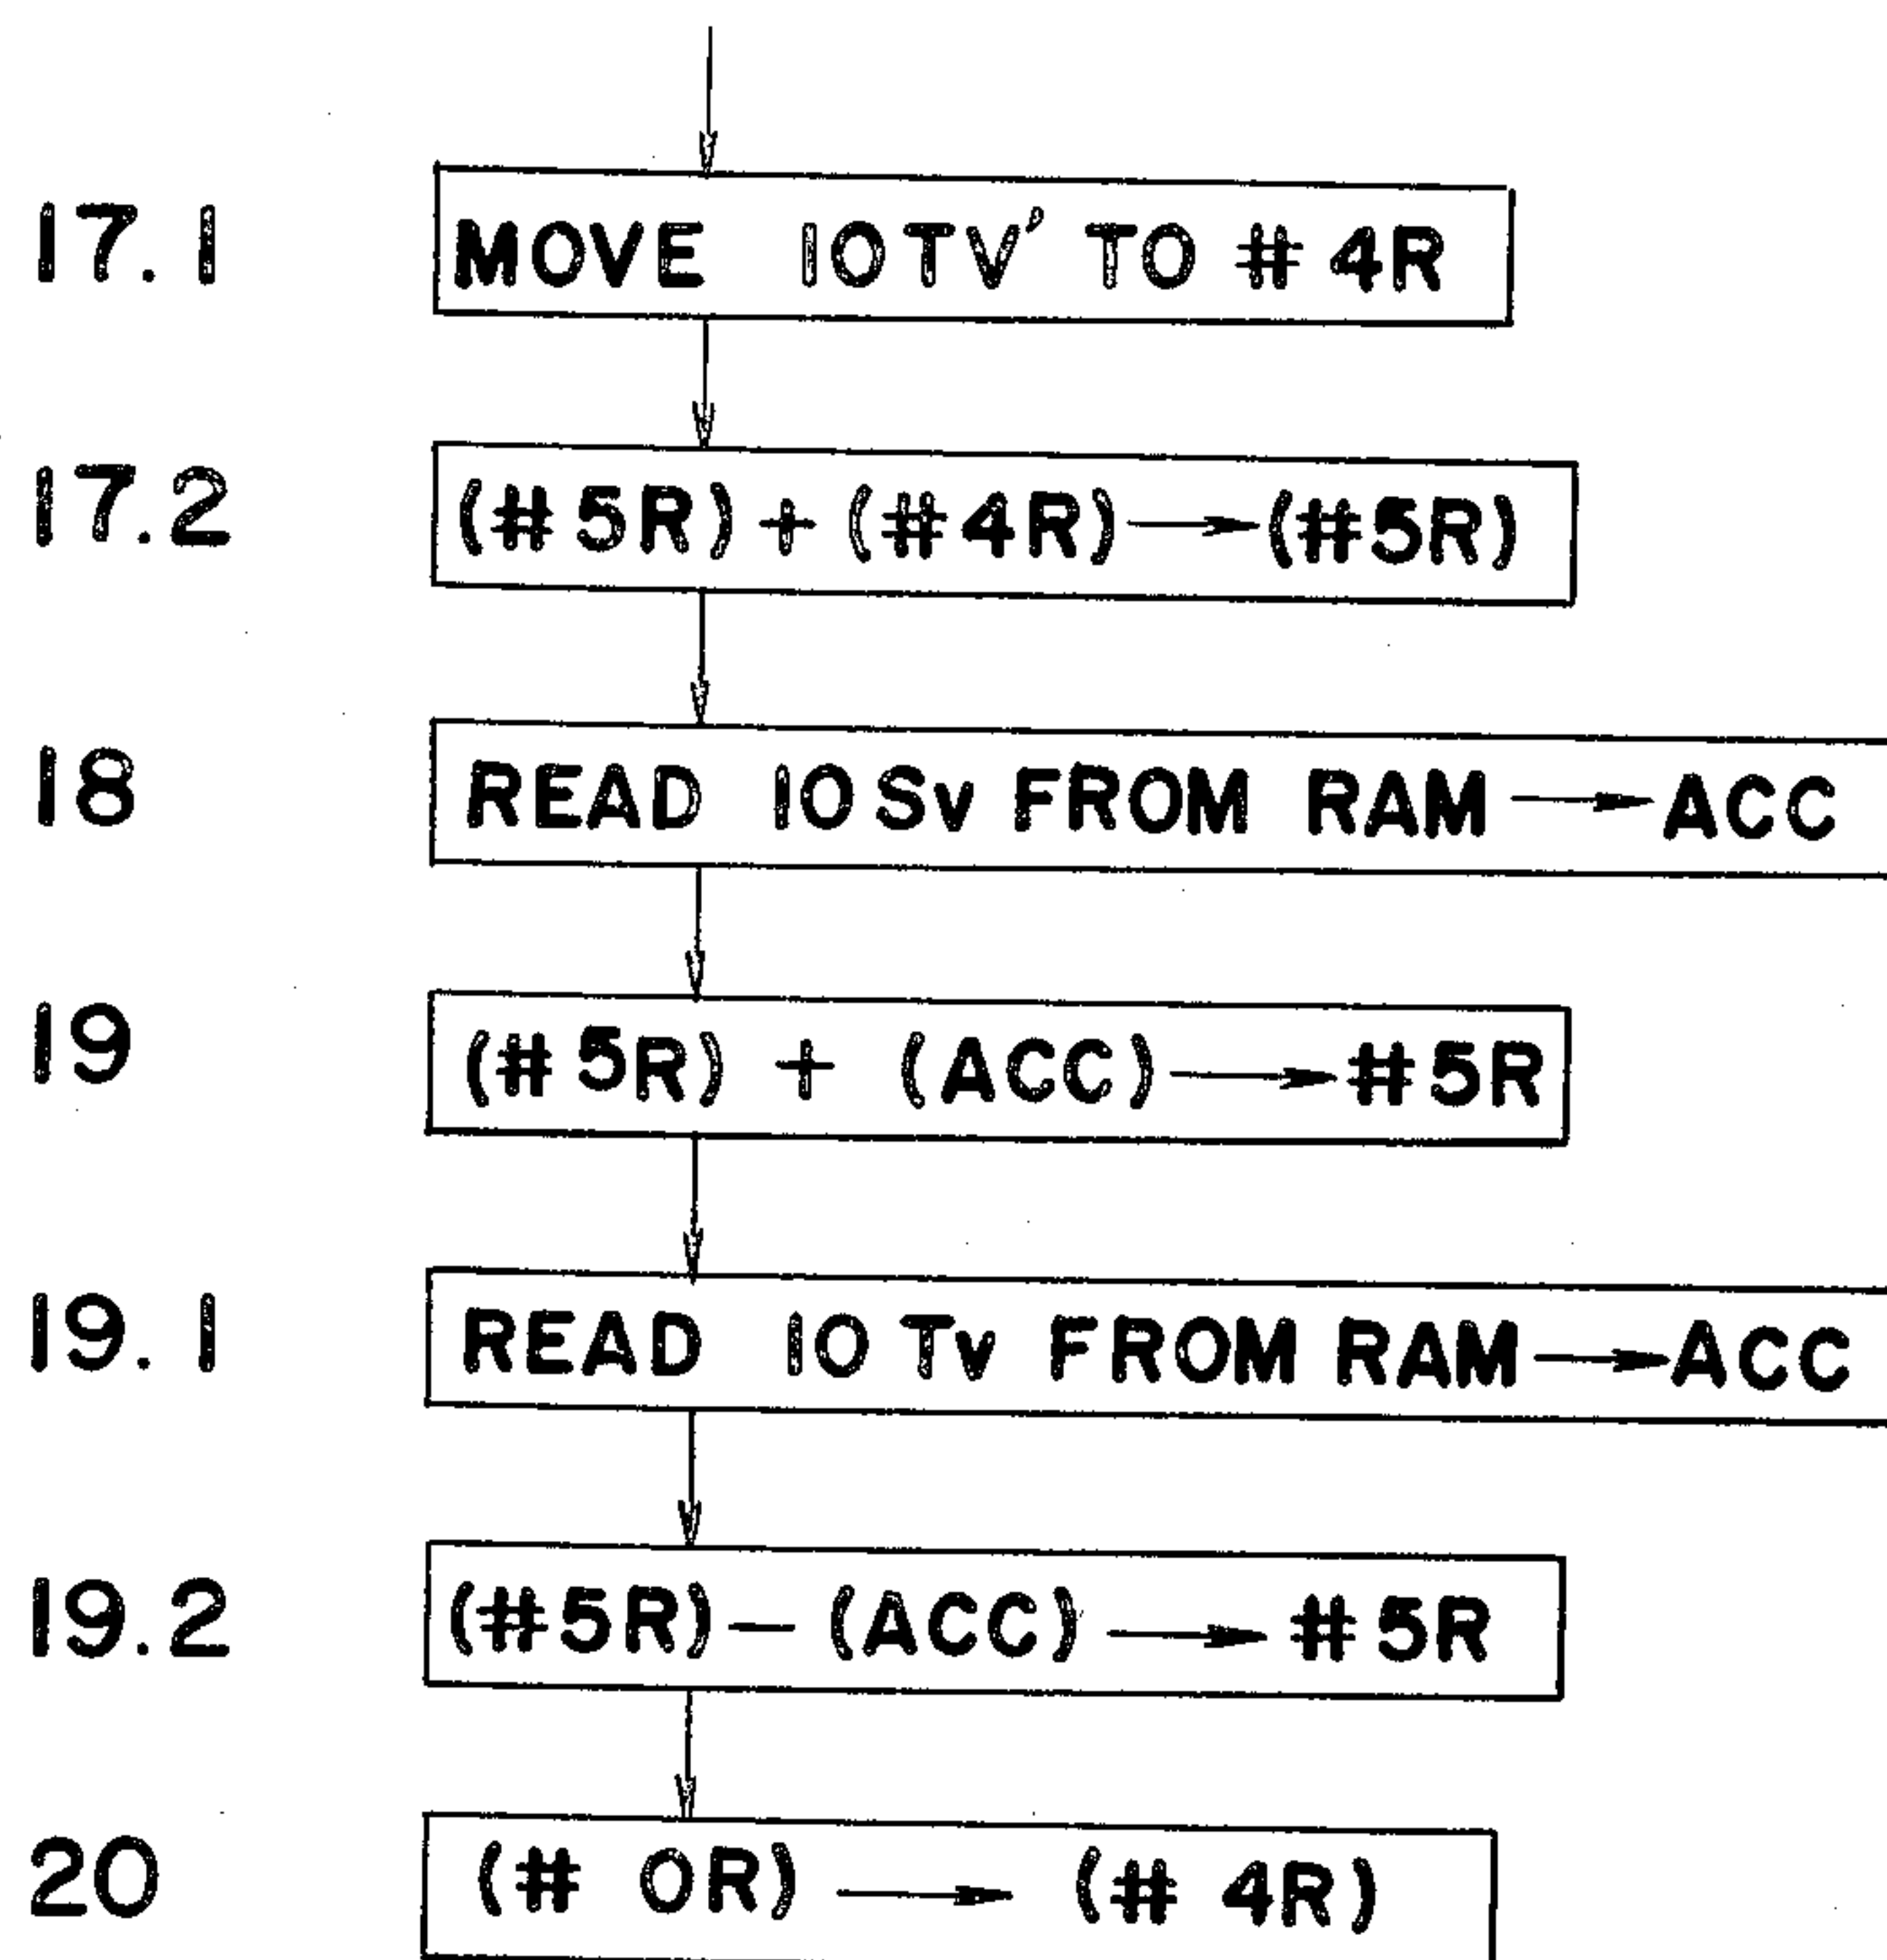 17.1 MOVE 10TV' TO # 4R
17.2 (#5R) + (#4R) → (#5R)
18 READ 10Sv FROM RAM → ACC
19 (#5R) + (ACC) → #5R
19.1 READ 10Tv FROM RAM → ACC
19.2 (#5R) – (ACC) → #5R
20 (# 0R) → (# 4R)